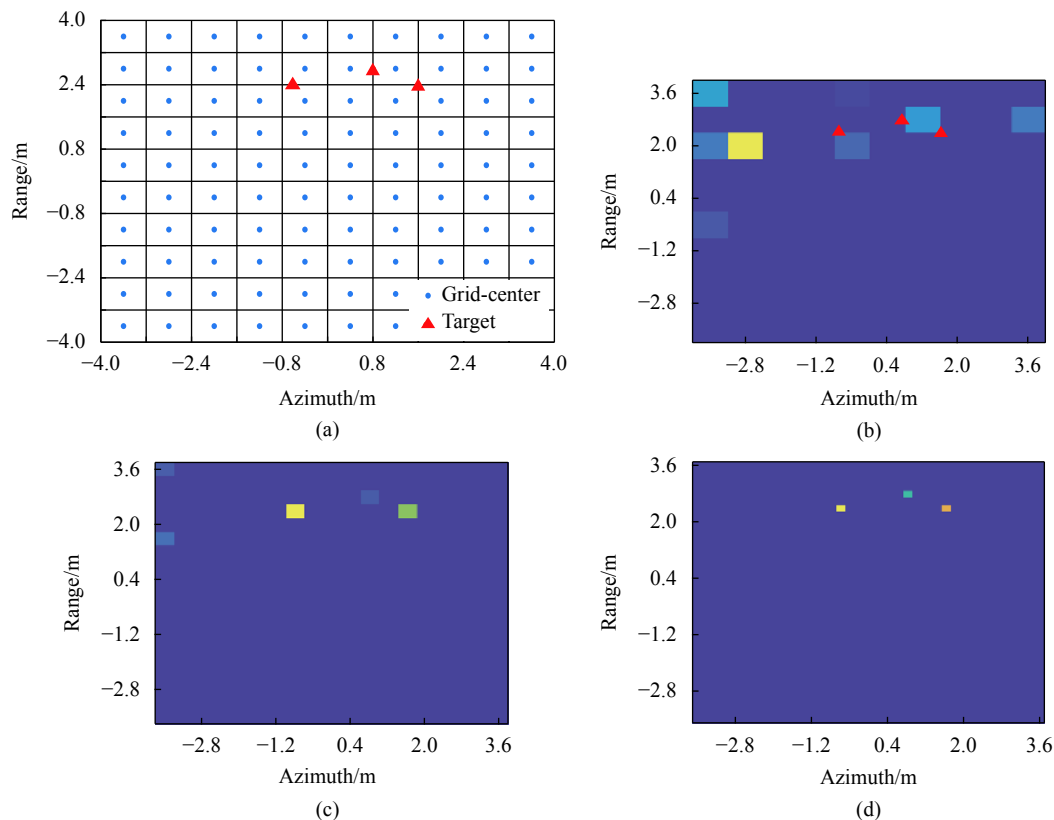 4.0
2.4
0.8
−0.8
−2.4
−4.0
Range/m
−4.0 −2.4 −0.8 0.8 2.4 4.0
Azimuth/m
Grid-center
Target
(a)
3.6
2.0
0.4
−1.2
−2.8
Range/m
−2.8 −1.2 0.4 2.0 3.6
Azimuth/m
(b)
3.6
2.0
0.4
−1.2
−2.8
Range/m
−2.8 −1.2 0.4 2.0 3.6
Azimuth/m
(c)
3.6
2.0
0.4
−1.2
−2.8
Range/m
−2.8 −1.2 0.4 2.0 3.6
Azimuth/m
(d)